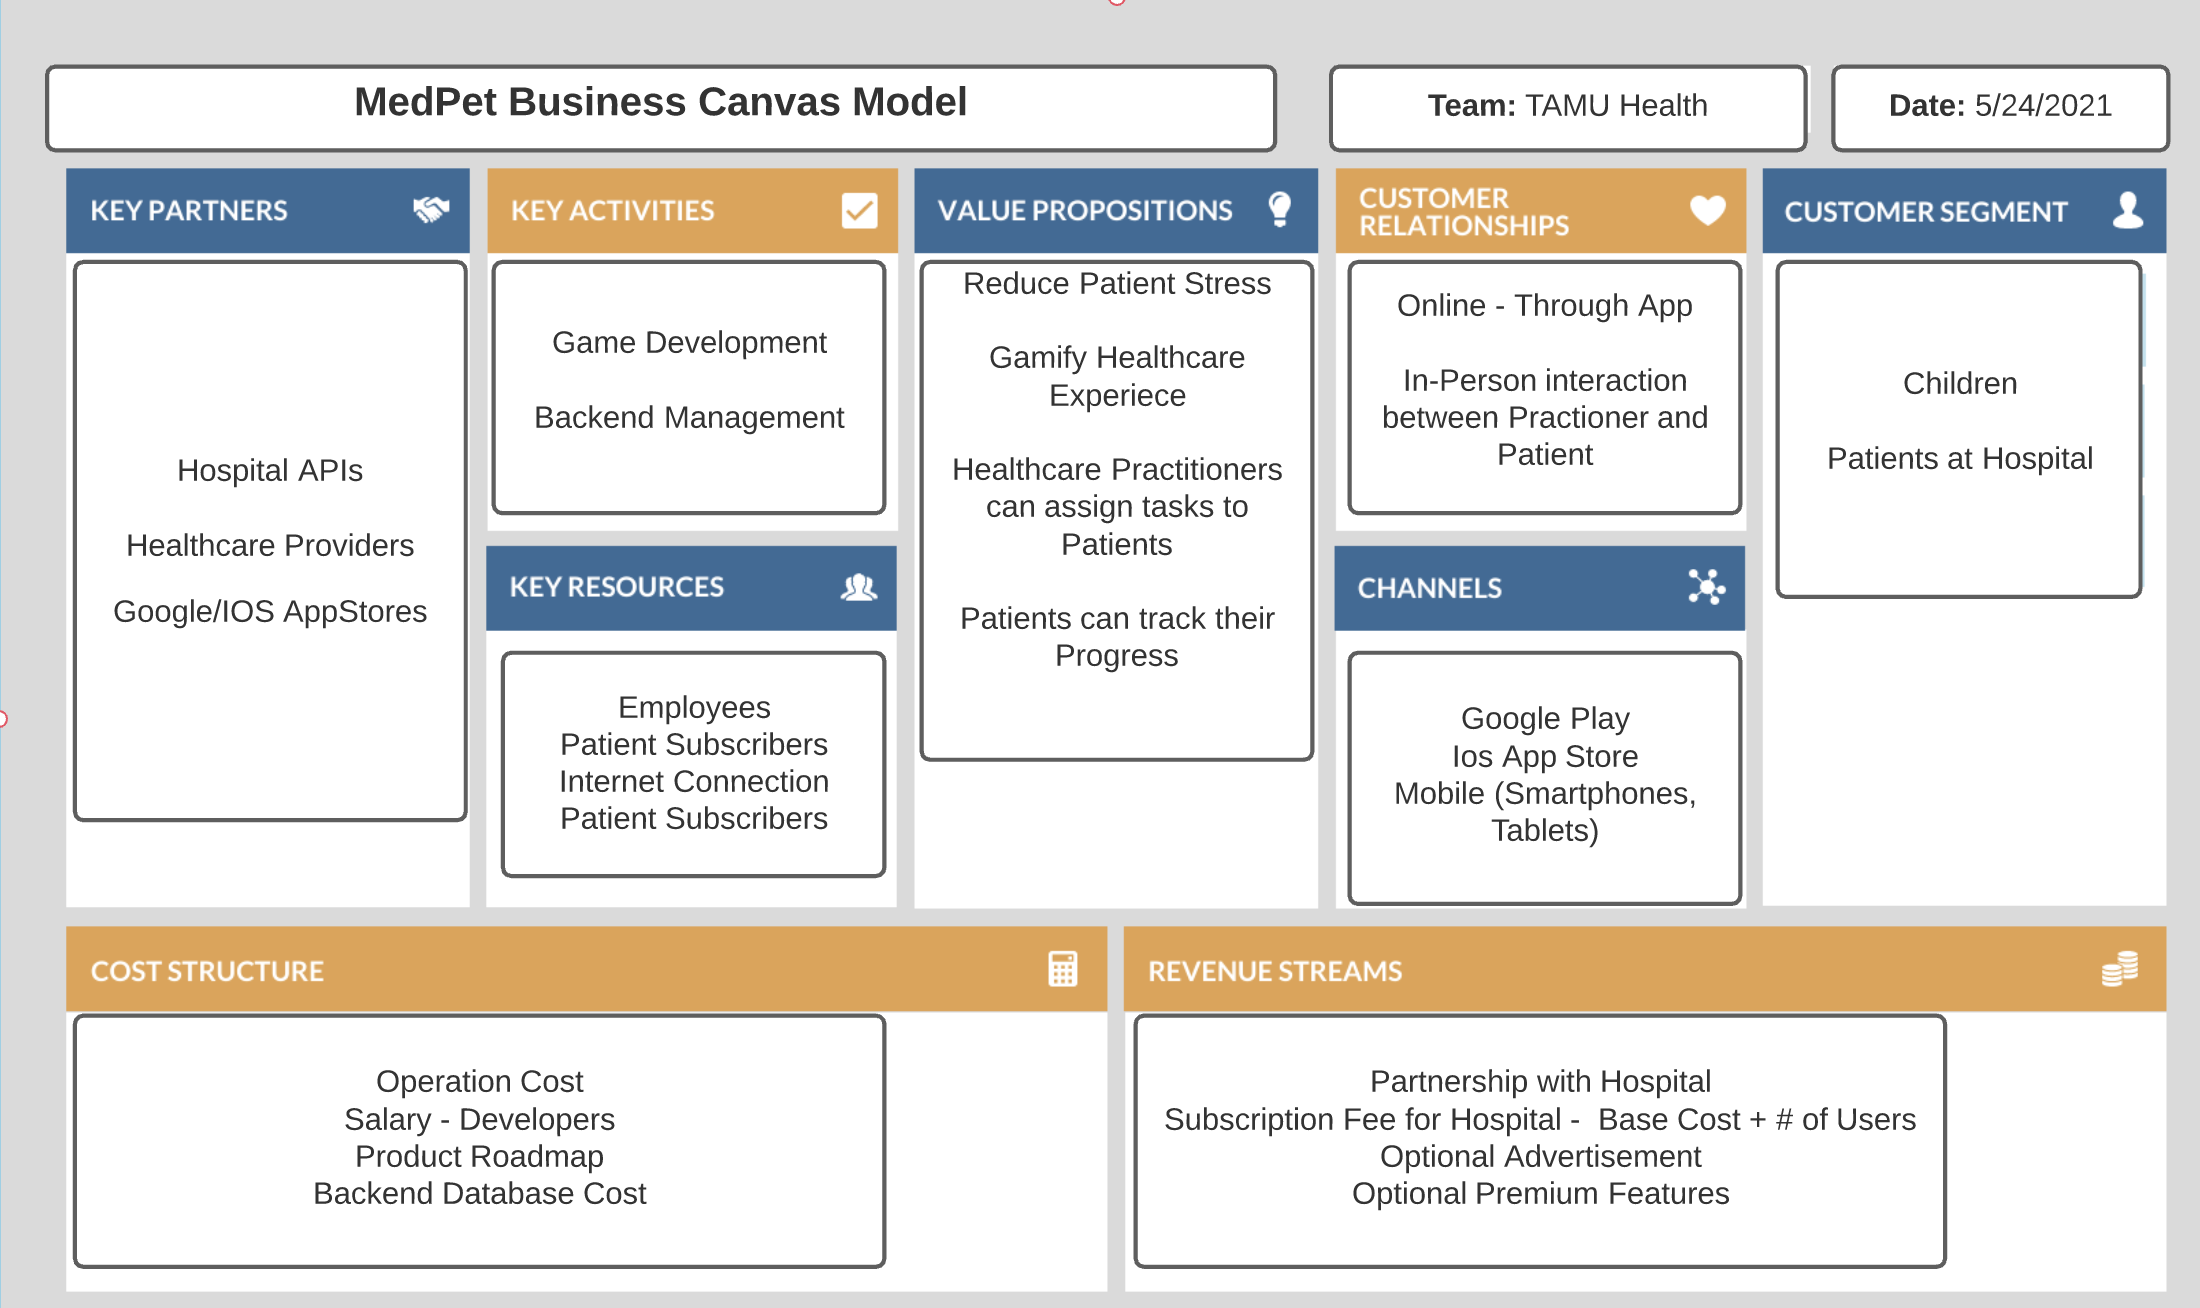 MedPet Business Canvas Model
Team: TAMU Health
Date: 5/24/2021
KEY PARTNERS
Hospital APIs
Healthcare Providers
Google/IOS AppStores
KEY ACTIVITIES
Game Development
Backend Management
KEY RESOURCES
Employees
Patient Subscribers
Internet Connection
Patient Subscribers
VALUE PROPOSITIONS
Reduce Patient Stress
Gamify Healthcare
Experiece
Healthcare Practitioners
can assign tasks to
Patients
Patients can track their
Progress
CUSTOMER
RELATIONSHIPS
Online - Through App
In-Person interaction
between Practioner and
Patient
CHANNELS
Google Play
Ios App Store
Mobile (Smartphones,
Tablets)
CUSTOMER SEGMENT
Children
Patients at Hospital
COST STRUCTURE
Operation Cost
Salary - Developers
Product Roadmap
Backend Database Cost
REVENUE STREAMS
Partnership with Hospital
Subscription Fee for Hospital -  Base Cost + # of Users
Optional Advertisement
Optional Premium Features